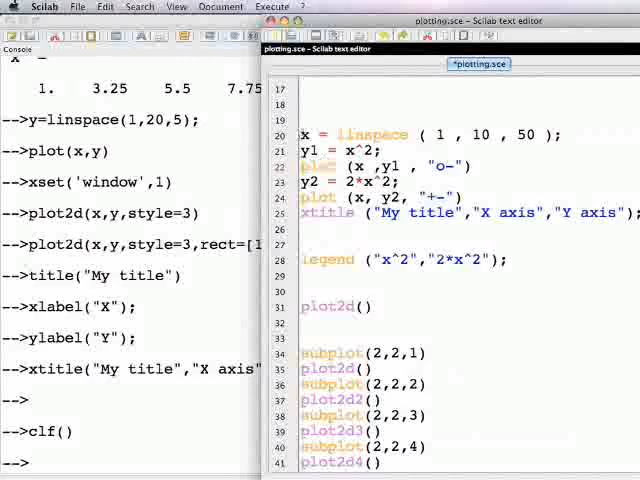 Scilab File Edit Search View Document Execute
plotting.sce – Scilab text editor
Console
plotting.sce – Scilab text editor
*plotting.sce
1. 3.25 5.5 7.75
-->y=linspace(1,20,5);
-->plot(x,y)
-->xset('window',1)
-->plot2d(x,y,style=3)
-->plot2d(x,y,style=3,rect=[1
-->title("My title")
-->xlabel("X");
-->ylabel("Y");
-->xtitle("My title","X axis"
-->
-->clf()
-->
17
18
19
20 x = linspace ( 1 , 10 , 50 );
21 y1 = x^2;
22 plot (x ,y1 , "o-")
23 y2 = 2*x^2;
24 plot (x, y2, "+-")
25 xtitle ("My title","X axis","Y axis");
26
27
28 legend ("x^2","2*x^2");
29
30
31 plot2d()
32
33
34 subplot(2,2,1)
35 plot2d()
36 subplot(2,2,2)
37 plot2d2()
38 subplot(2,2,3)
39 plot2d3()
40 subplot(2,2,4)
41 plot2d4()